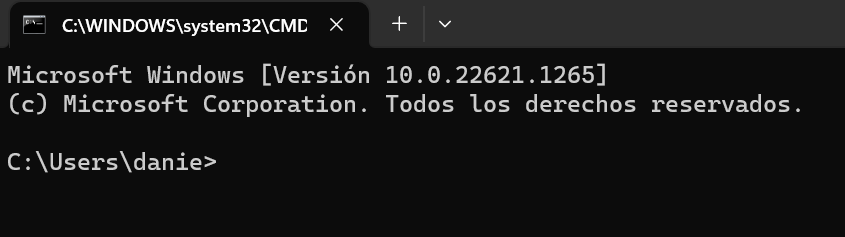 C:\WINDOWS\system32\CMD
Microsoft Windows [Versión 10.0.22621.1265]
(c) Microsoft Corporation. Todos los derechos reservados.
C:\Users\danie>